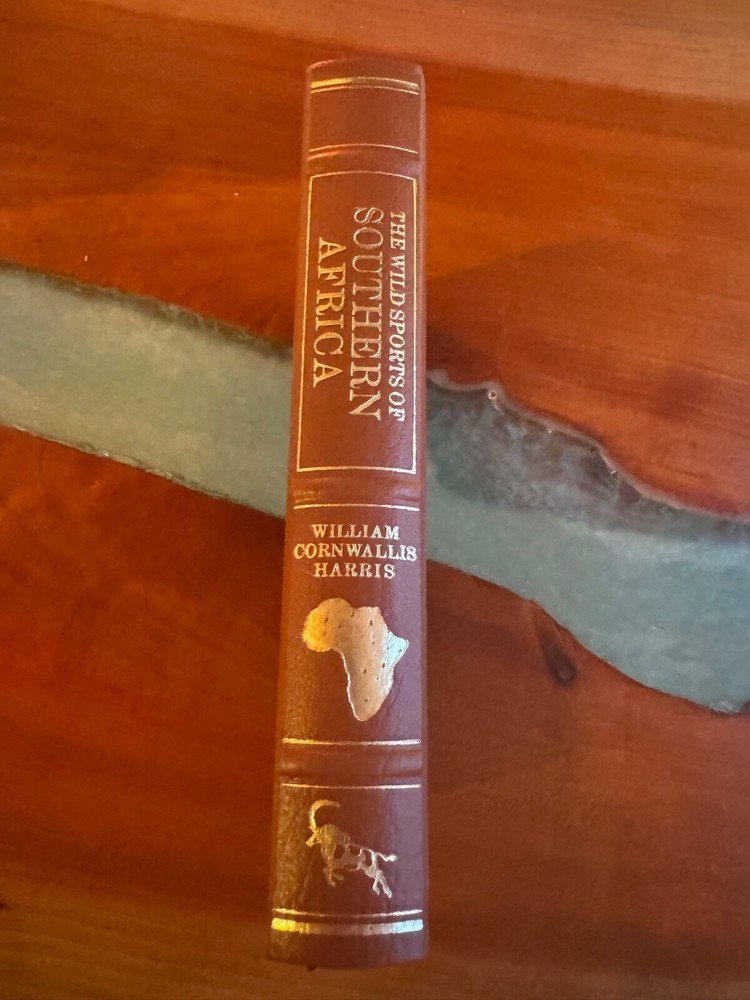 THE WILD SPORTS OF
SOUTHERN
AFRICA
WILLIAM
CORNWALLIS
HARRIS